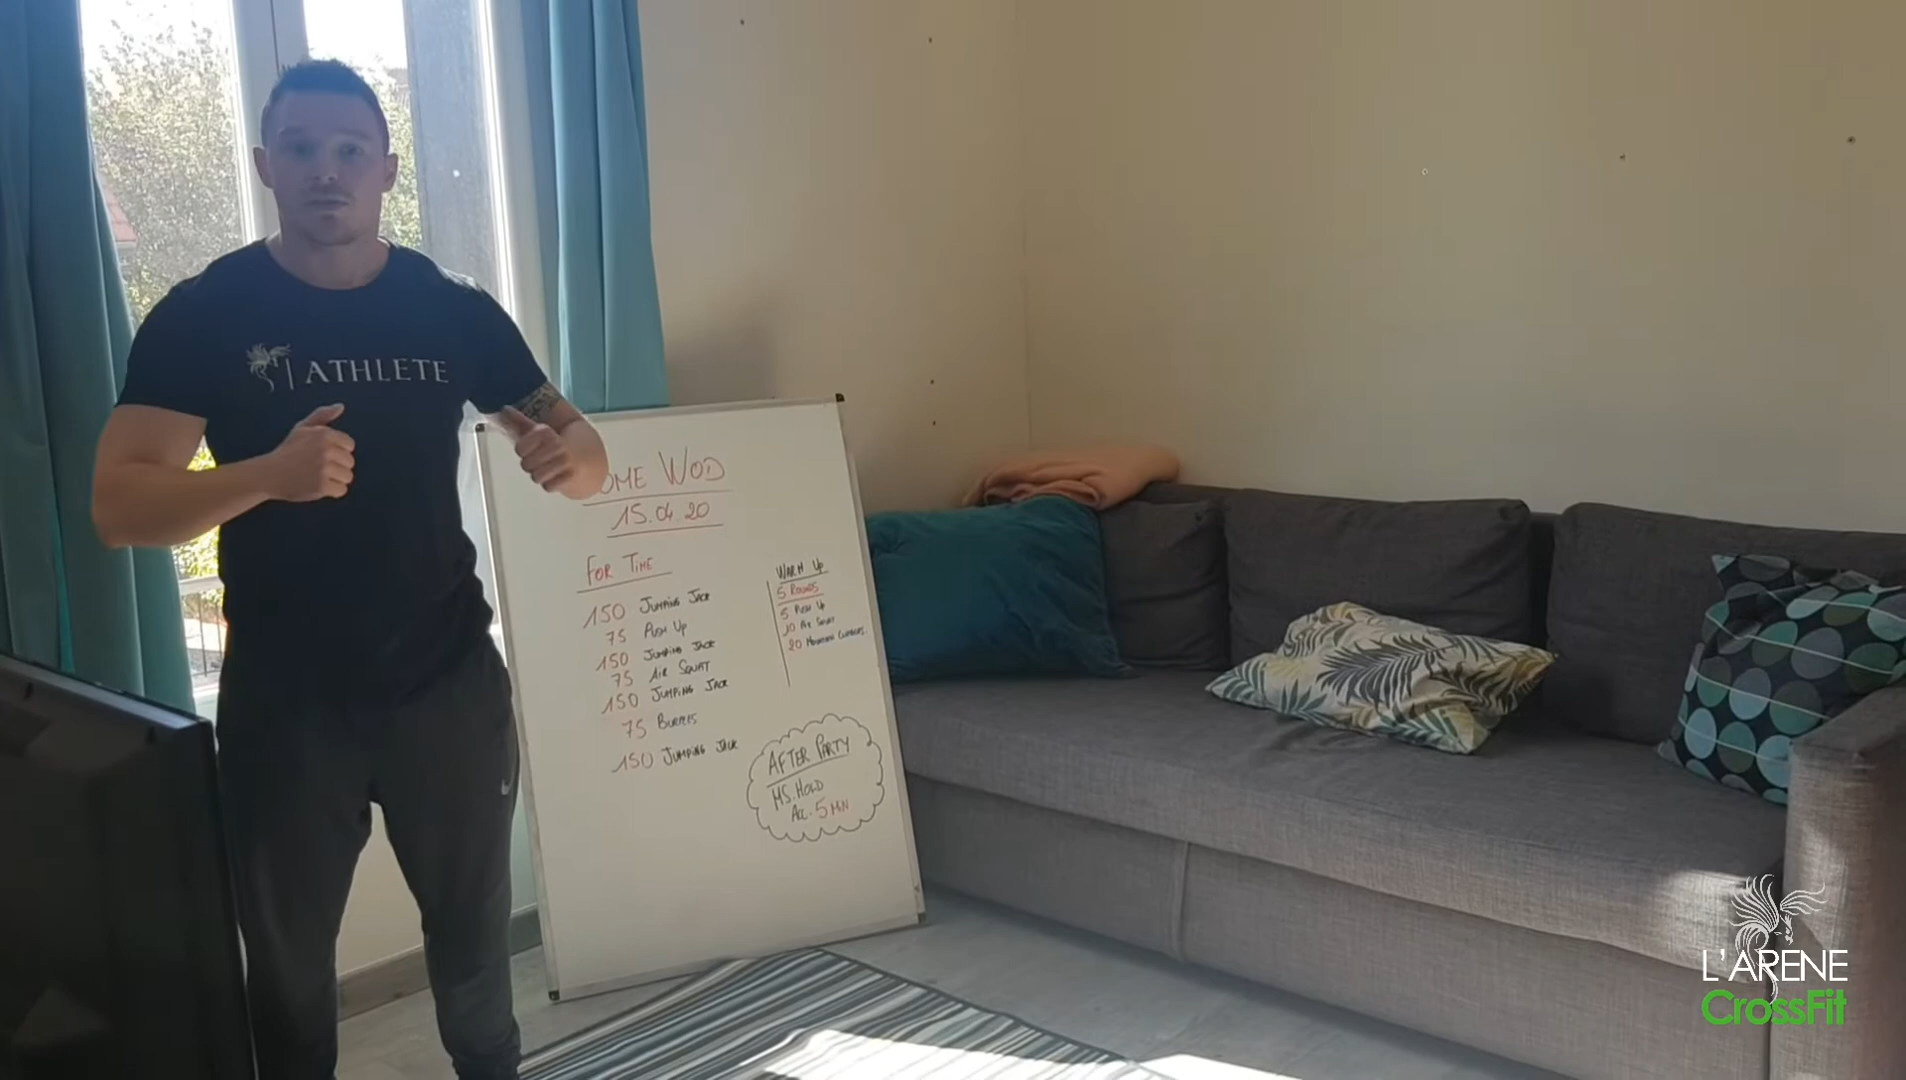 ATHLETE
OME WOD
15.04.20
FOR TIME
150 JUMPING JACK
75 PUSH UP
150 JUMPING JACK
75 AIR SQUAT
150 JUMPING JACK
75 BURPEES
150 JUMPING JACK
WARM UP
5 ROUNDS
5 PUSH UP
10 AIR SQUAT
20 MOUNTAIN CLIMBERS.
AFTER PARTY
HS. HOLD
ACC. 5 MN
L'ARENE
CrossFit